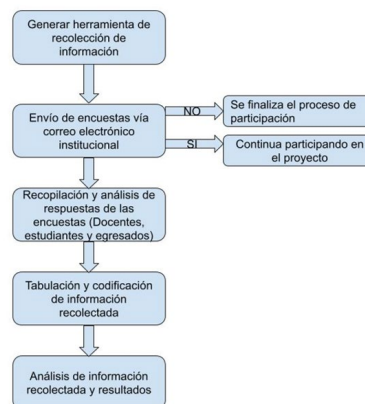 Generar herramienta de
recolección de
información
Envío de encuestas vía
correo electrónico
institucional
NO
Se finaliza el proceso de
participación
SI
Continua participando en
el proyecto
Recopilación y análisis de
respuestas de las
encuestas (Docentes,
estudiantes y egresados)
Tabulación y codificación
de información
recolectada
Análisis de información
recolectada y resultados